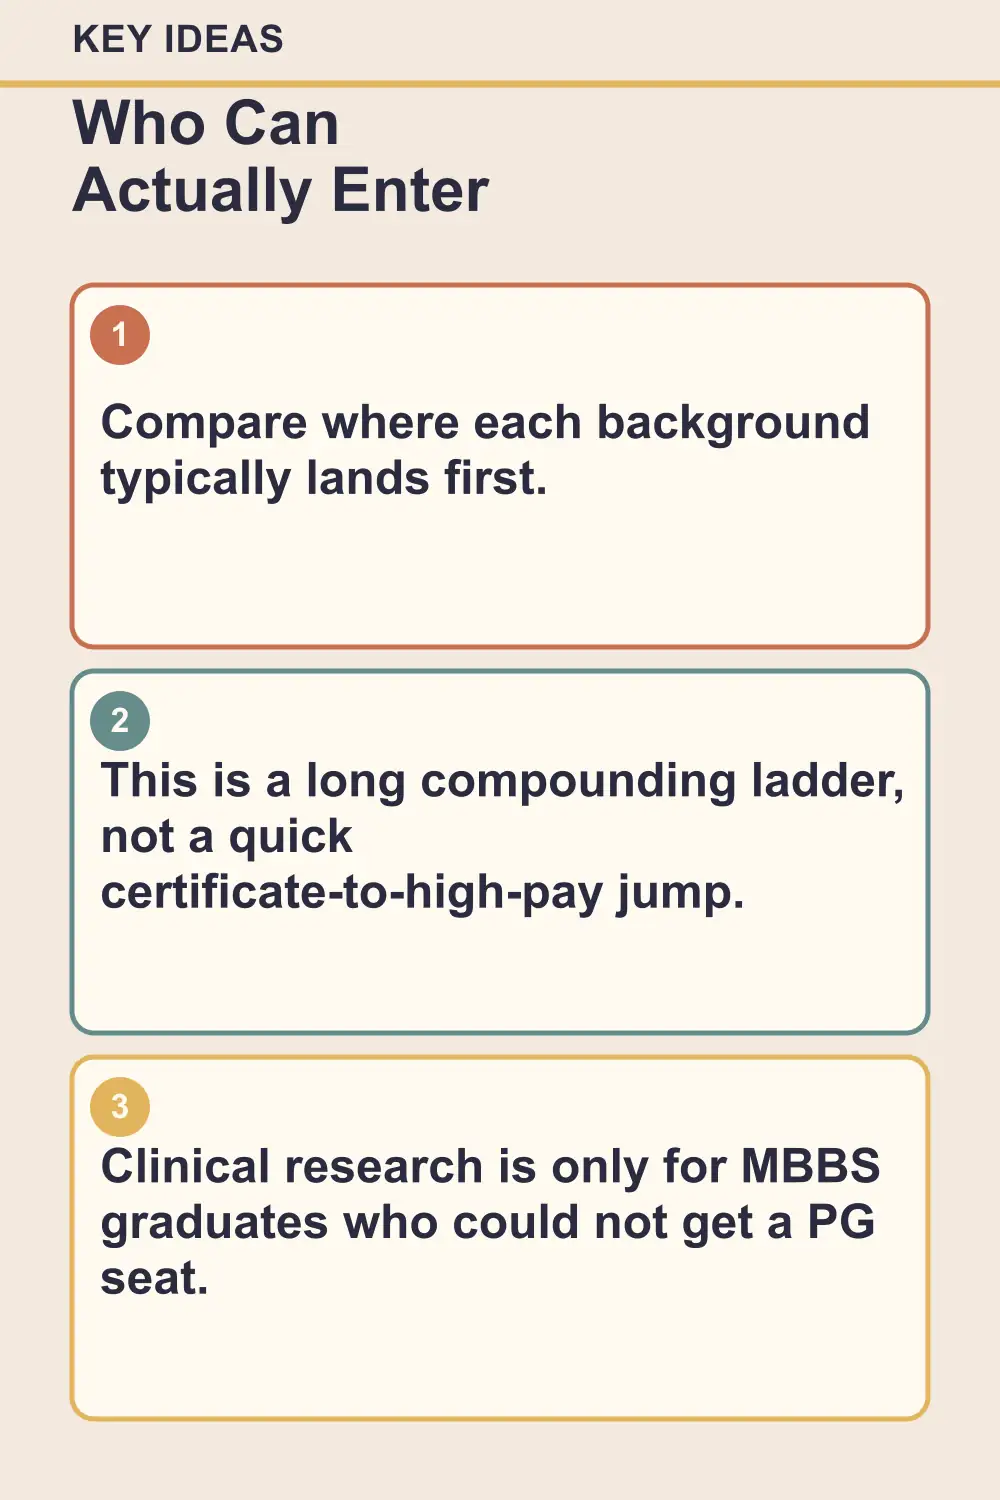 KEY IDEAS
Who Can
Actually Enter
1
Compare where each background
typically lands first.
2
This is a long compounding ladder,
not a quick
certificate-to-high-pay jump.
3
Clinical research is only for MBBS
graduates who could not get a PG
seat.